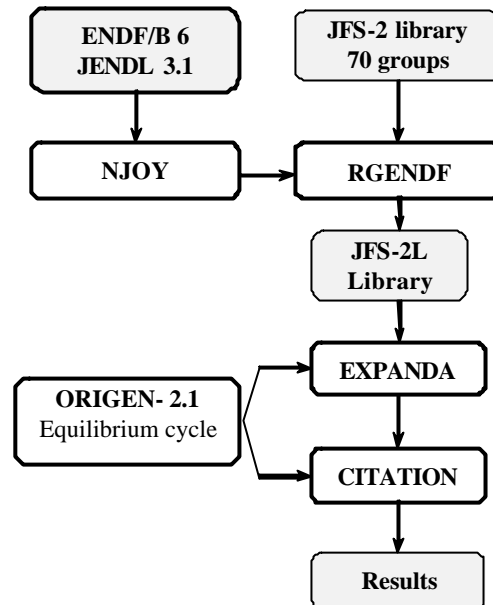 ENDF/B 6
JENDL 3.1
JFS-2 library
70 groups
NJOY
RGENDF
JFS-2L
Library
EXPANDA
ORIGEN- 2.1
Equilibrium cycle
CITATION
Results